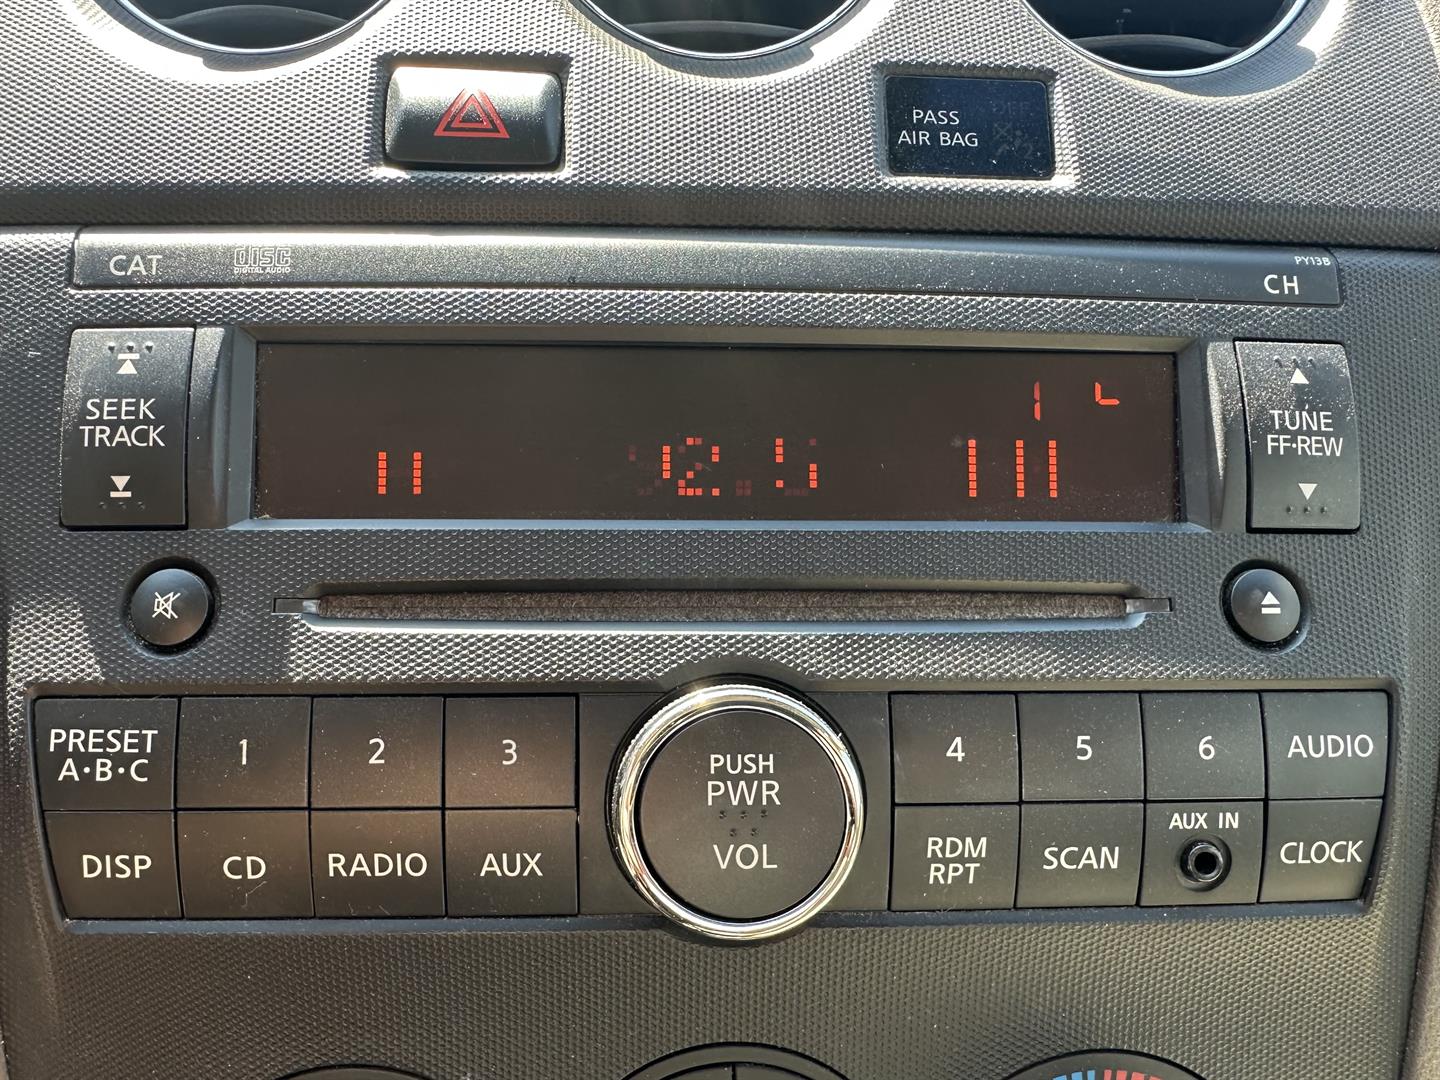 PASS
AIR BAG
OFF
CAT
disc
DIGITAL AUDIO
PY13B
CH
SEEK
TRACK
TUNE
FF·REW
PRESET
A·B·C
1
2
3
PUSH
PWR
VOL
4
5
6
AUDIO
DISP
CD
RADIO
AUX
RDM
RPT
SCAN
AUX IN
CLOCK